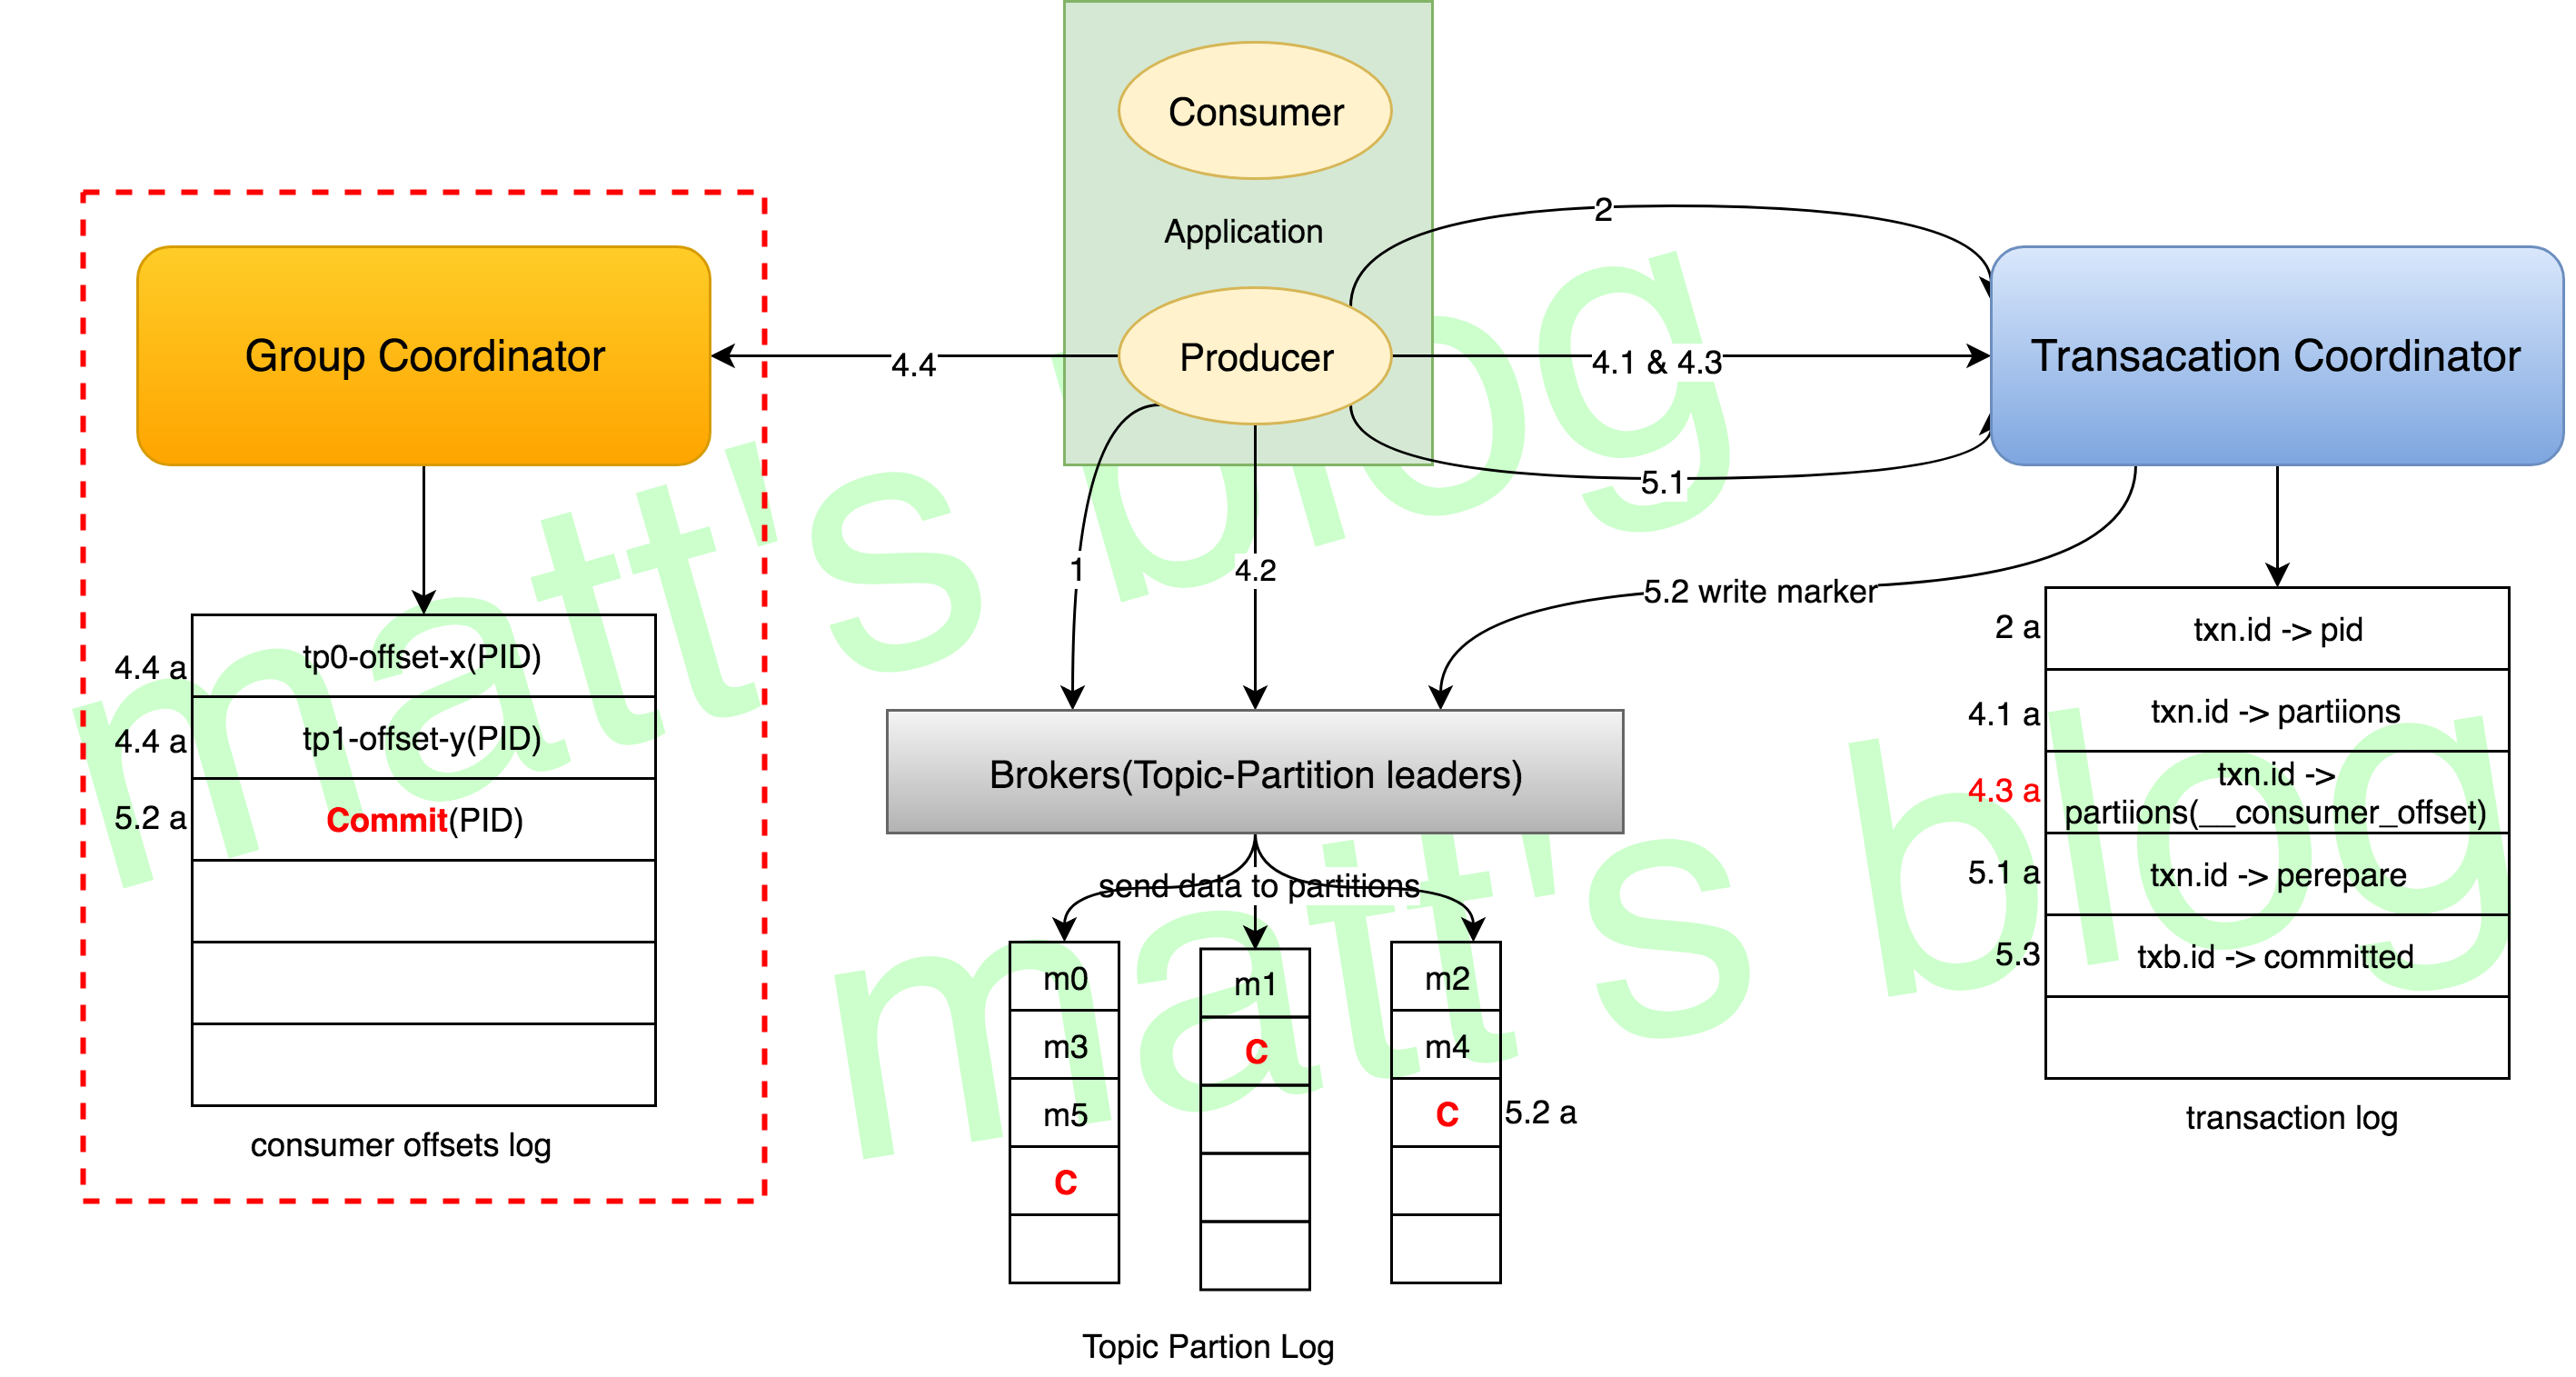 Consumer
Application
Producer
Group Coordinator
Transacation Coordinator
2
4.4
4.1 & 4.3
5.1
1
4.2
5.2 write marker
4.4 a
tp0-offset-x(PID)
4.4 a
tp1-offset-y(PID)
5.2 a
Commit(PID)
consumer offsets log
Brokers(Topic-Partition leaders)
send data to partitions
m0
m3
m5
C
m1
C
m2
m4
C
5.2 a
Topic Partion Log
2 a
txn.id -> pid
4.1 a
txn.id -> partiions
4.3 a
txn.id ->
partiions(__consumer_offset)
5.1 a
txn.id -> perepare
5.3
txb.id -> committed
transaction log
matt's blog
matt's blog